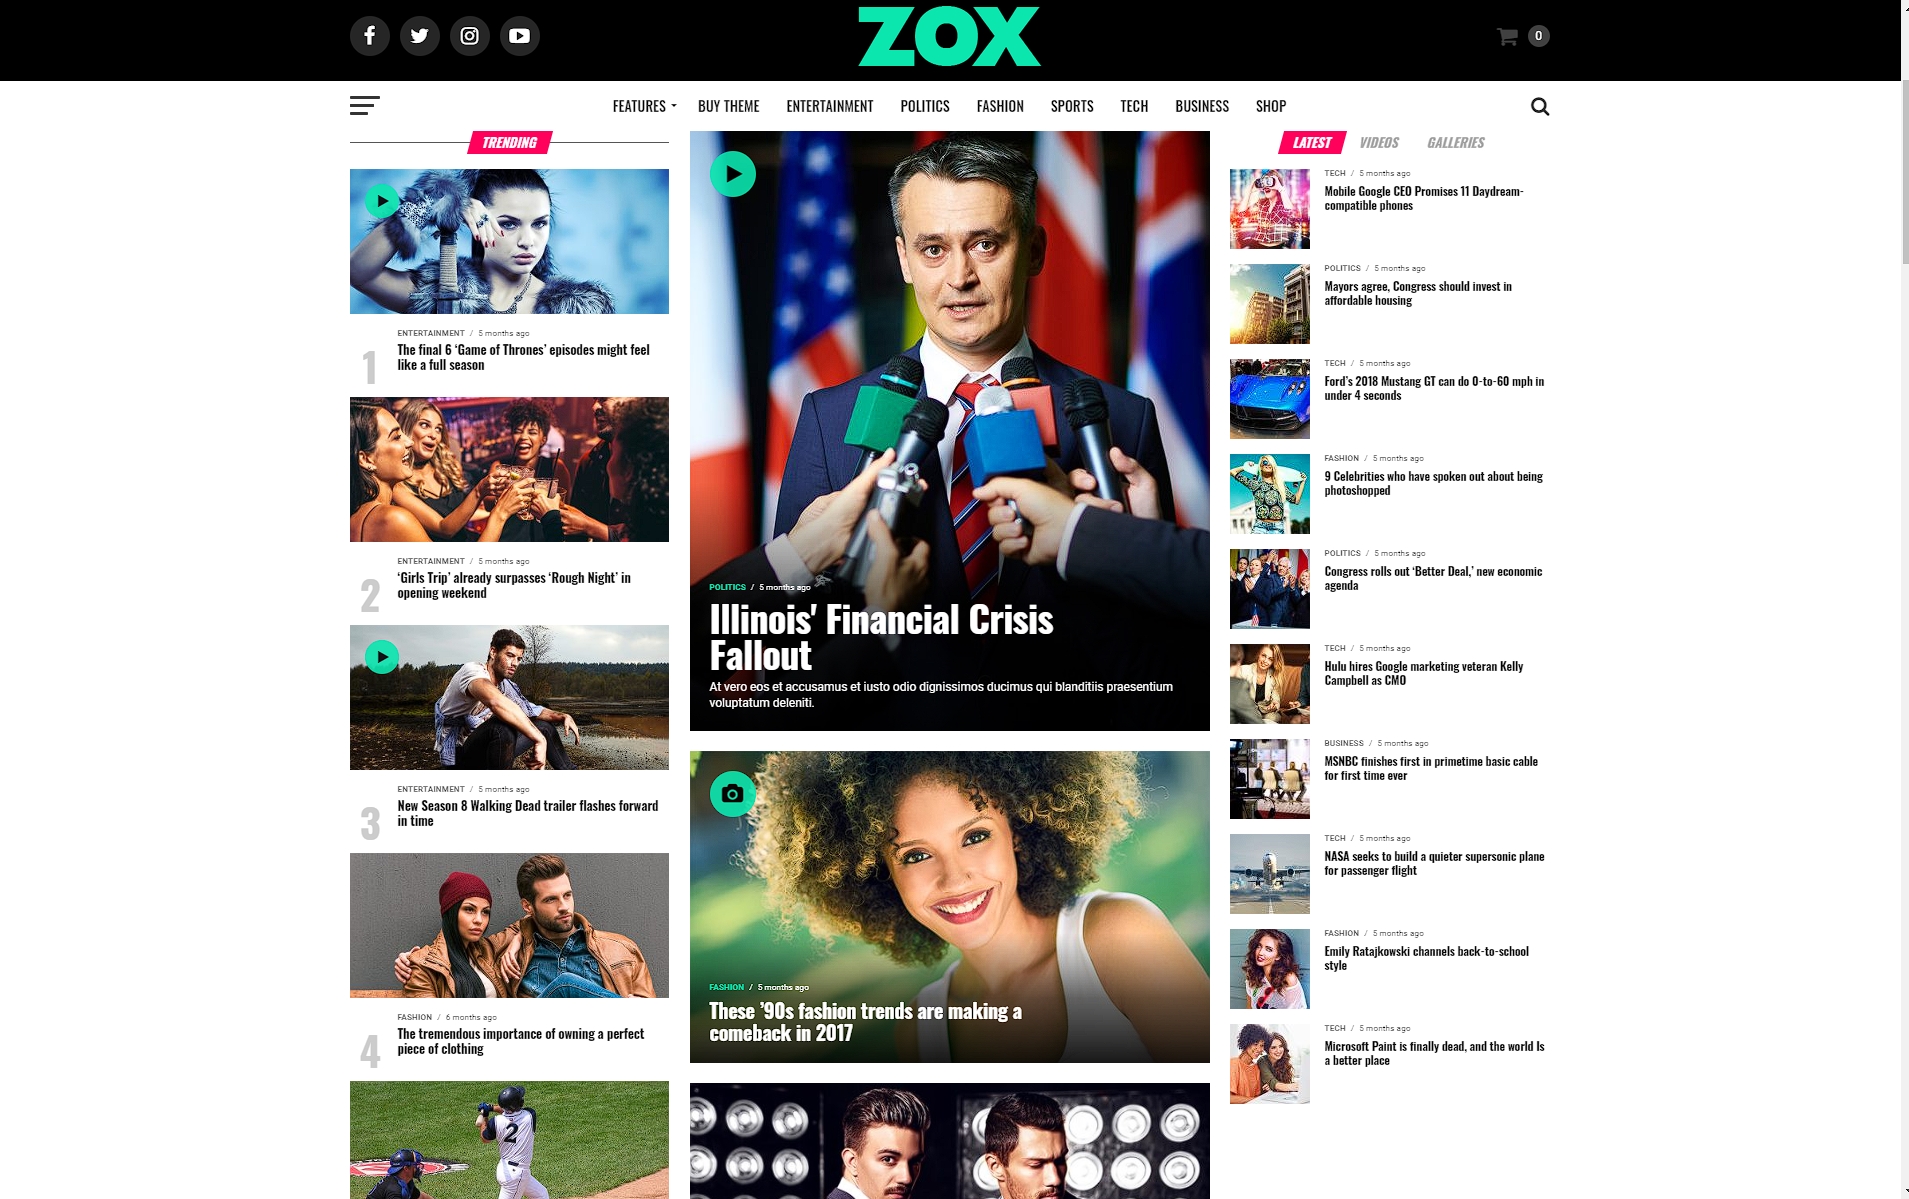 ZOX
0
FEATURES
BUY THEME
ENTERTAINMENT
POLITICS
FASHION
SPORTS
TECH
BUSINESS
SHOP
TRENDING
ENTERTAINMENT / 5 months ago
1
The final 6 ‘Game of Thrones’ episodes might feel
like a full season
ENTERTAINMENT / 5 months ago
2
‘Girls Trip’ already surpasses ‘Rough Night’ in
opening weekend
ENTERTAINMENT / 5 months ago
3
New Season 8 Walking Dead trailer flashes forward
in time
FASHION / 6 months ago
4
The tremendous importance of owning a perfect
piece of clothing
2
POLITICS / 5 months ago
Illinois' Financial Crisis
Fallout
At vero eos et accusamus et iusto odio dignissimos ducimus qui blanditiis praesentium
voluptatum deleniti.
FASHION / 5 months ago
These ’90s fashion trends are making a
comeback in 2017
LATEST
VIDEOS
GALLERIES
TECH / 5 months ago
Mobile Google CEO Promises 11 Daydream-
compatible phones
POLITICS / 5 months ago
Mayors agree, Congress should invest in
affordable housing
TECH / 5 months ago
Ford’s 2018 Mustang GT can do 0-to-60 mph in
under 4 seconds
FASHION / 5 months ago
9 Celebrities who have spoken out about being
photoshopped
POLITICS / 5 months ago
Congress rolls out ‘Better Deal,’ new economic
agenda
TECH / 5 months ago
Hulu hires Google marketing veteran Kelly
Campbell as CMO
BUSINESS / 5 months ago
MSNBC finishes first in primetime basic cable
for first time ever
TECH / 5 months ago
NASA seeks to build a quieter supersonic plane
for passenger flight
FASHION / 5 months ago
Emily Ratajkowski channels back-to-school
style
TECH / 5 months ago
Microsoft Paint is finally dead, and the world Is
a better place